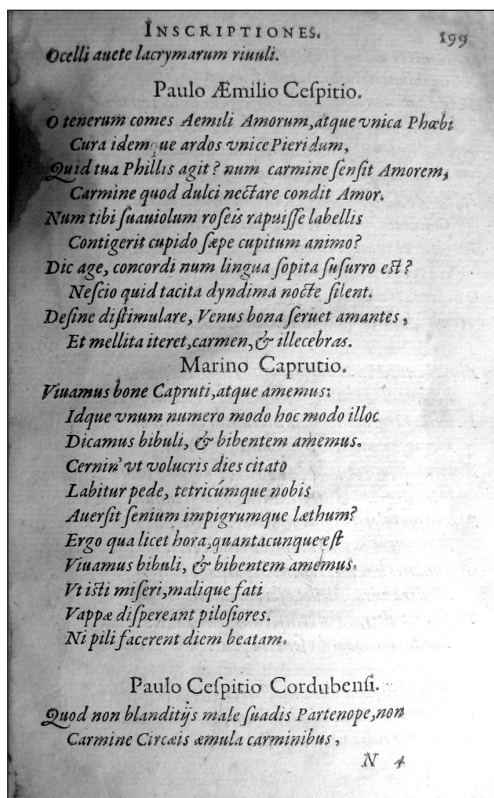 INSCRIPTIONES. 199
Ocelli auete lacrymarum riuuli.
Paulo Æmilio Ceſpitio.
O tenerum comes Aemili Amorum, atque vnica Phœbi
Cura idemque ardos vnice Pieridum,
Quid tua Phillis agit? num carmine ſenſit Amorem,
Carmine quod dulci nectare condit Amor.
Num tibi ſuauiolum roſeis rapuiſſe labellis
Contigerit cupido ſæpe cupitum animo?
Dic age, concordi num lingua ſopita ſuſurro eſt?
Neſcio quid tacita dyndima nocte ſilent.
Deſine diſtimulare, Venus bona ſeruet amantes,
Et mellita iteret, carmen, & illecebras.
Marino Caprutio.
Viuamus bone Capruti, atque amemus:
Idque vnum numero modo hoc modo illoc
Dicamus bibuli, & bibentem amemus.
Cernin' vt volucris dies citato
Labitur pede, tetricúmque nobis
Auerſit ſenium impigrumque læthum?
Ergo qua licet hora, quantacunque eſt
Viuamus bibuli, & bibentem amemus.
Vt iſti miſeri, malique fati
Vappæ diſpereant piloſiores.
Ni pili facerent diem beatam.
Paulo Ceſpitio Cordubenſi.
Quod non blanditijs male ſuadis Partenope, non
Carmine Circæis æmula carminibus,
N 4